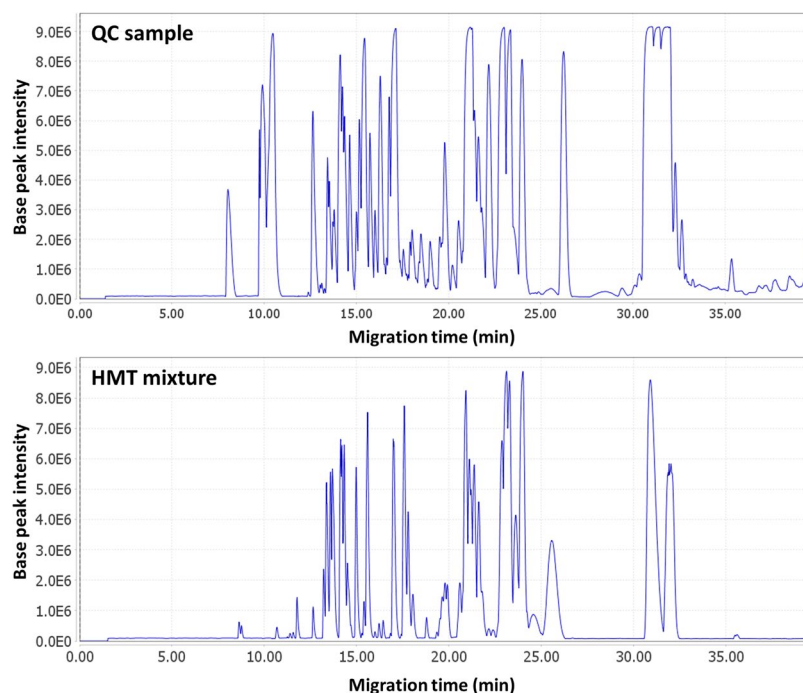 QC sample
Base peak intensity
9.0E6
8.0E6
7.0E6
6.0E6
5.0E6
4.0E6
3.0E6
2.0E6
1.0E6
0.0E0
0.00 5.00 10.00 15.00 20.00 25.00 30.00 35.00
Migration time (min)
HMT mixture
Base peak intensity
9.0E6
8.0E6
7.0E6
6.0E6
5.0E6
4.0E6
3.0E6
2.0E6
1.0E6
0.0E0
0.00 5.00 10.00 15.00 20.00 25.00 30.00 35.00
Migration time (min)